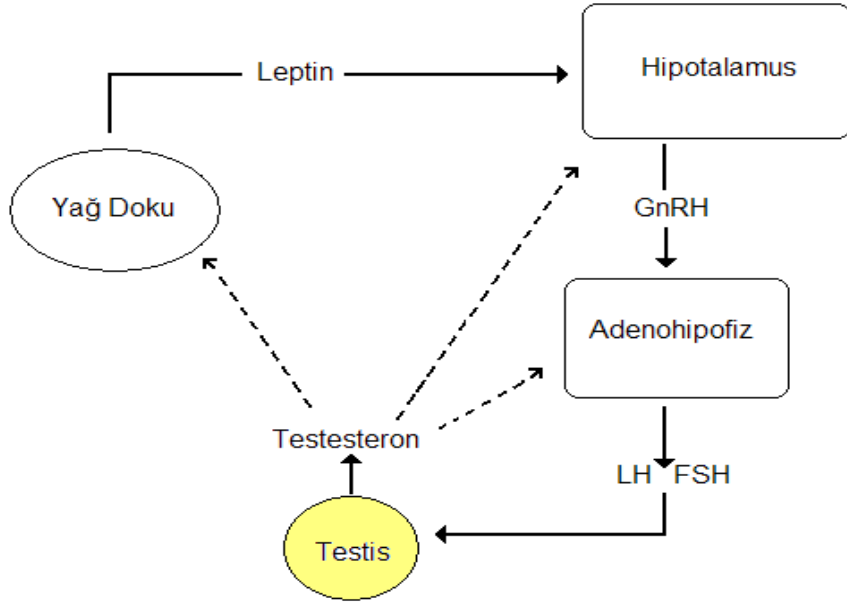 Leptin
Hipotalamus
Yağ Doku
GnRH
Adenohipofiz
Testesteron
LH FSH
Testis